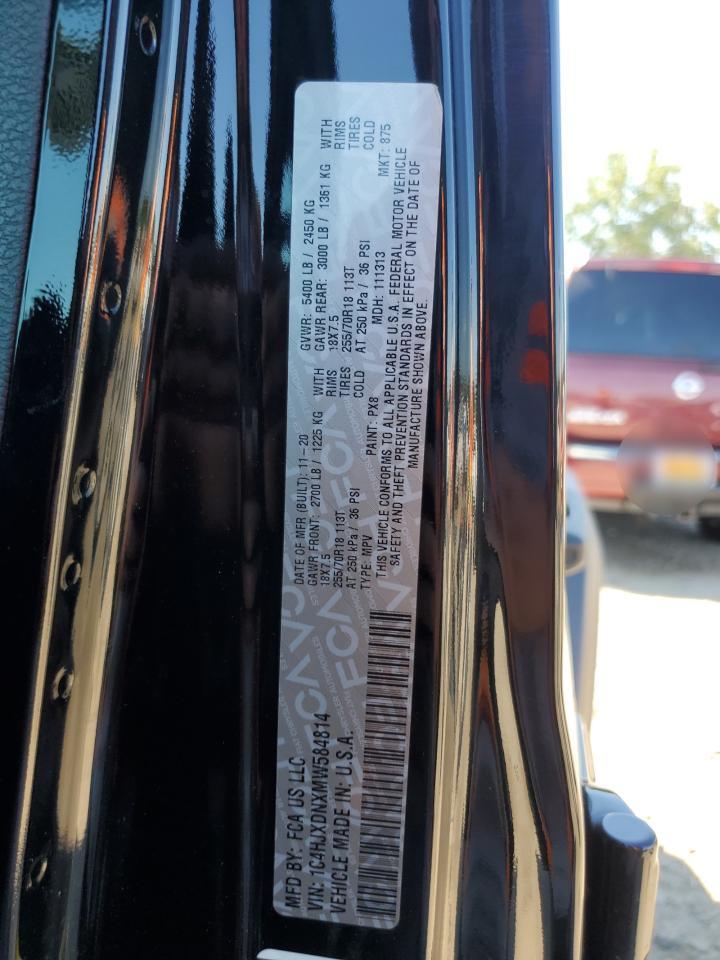 MFD BY: FCA US LLC
VIN: 1C4HJXDNXMW584814
VEHICLE MADE IN: U.S.A.
DATE OF MFR (BUILT): 11-20
GVWR: 5400 LB / 2450 KG
GAWR FRONT: 2700 LB / 1225 KG WITH
GAWR REAR: 3000 LB / 1361 KG WITH
18X7.5 RIMS
18X7.5 RIMS
255/70R18 113T TIRES
255/70R18 113T TIRES
AT 250 kPa / 36 PSI COLD
AT 250 kPa / 36 PSI COLD
TYPE: MPV
PAINT: PX8
MDH: 111313
MKT: 875
THIS VEHICLE CONFORMS TO ALL APPLICABLE U.S.A. FEDERAL MOTOR VEHICLE
SAFETY AND THEFT PREVENTION STANDARDS IN EFFECT ON THE DATE OF
MANUFACTURE SHOWN ABOVE.
FCA
FIAT CHRYSLER AUTOMOBILES